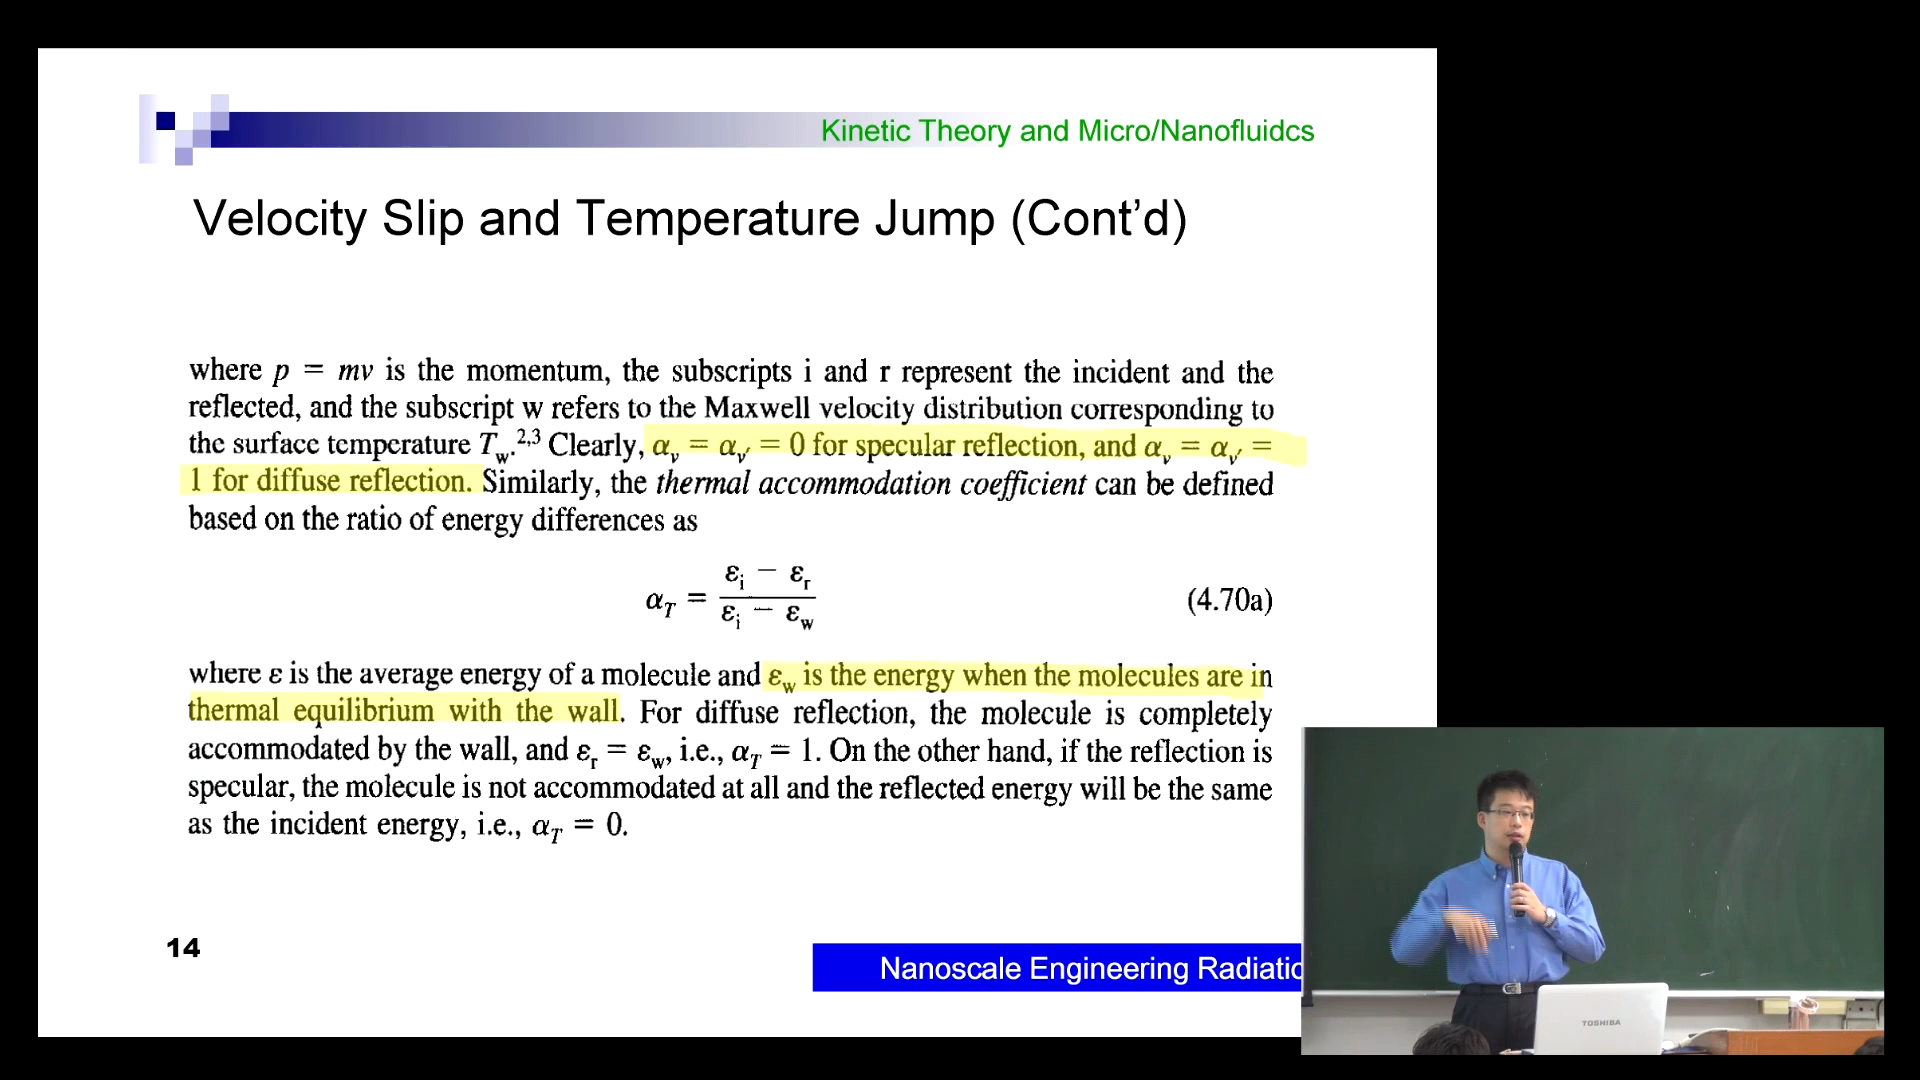 Kinetic Theory and Micro/Nanofluidcs
Velocity Slip and Temperature Jump (Cont’d)
where p = mv is the momentum, the subscripts i and r represent the incident and the
reflected, and the subscript w refers to the Maxwell velocity distribution corresponding to
the surface temperature T_w.^2,3 Clearly, α_v = α_v′ = 0 for specular reflection, and α_v = α_v′ =
1 for diffuse reflection. Similarly, the thermal accommodation coefficient can be defined
based on the ratio of energy differences as
α_T = (ε_i − ε_r) / (ε_i − ε_w) (4.70a)
where ε is the average energy of a molecule and ε_w is the energy when the molecules are in
thermal equilibrium with the wall. For diffuse reflection, the molecule is completely
accommodated by the wall, and ε_r = ε_w, i.e., α_T = 1. On the other hand, if the reflection is
specular, the molecule is not accommodated at all and the reflected energy will be the same
as the incident energy, i.e., α_T = 0.
14
Nanoscale Engineering Radiatio
TOSHIBA